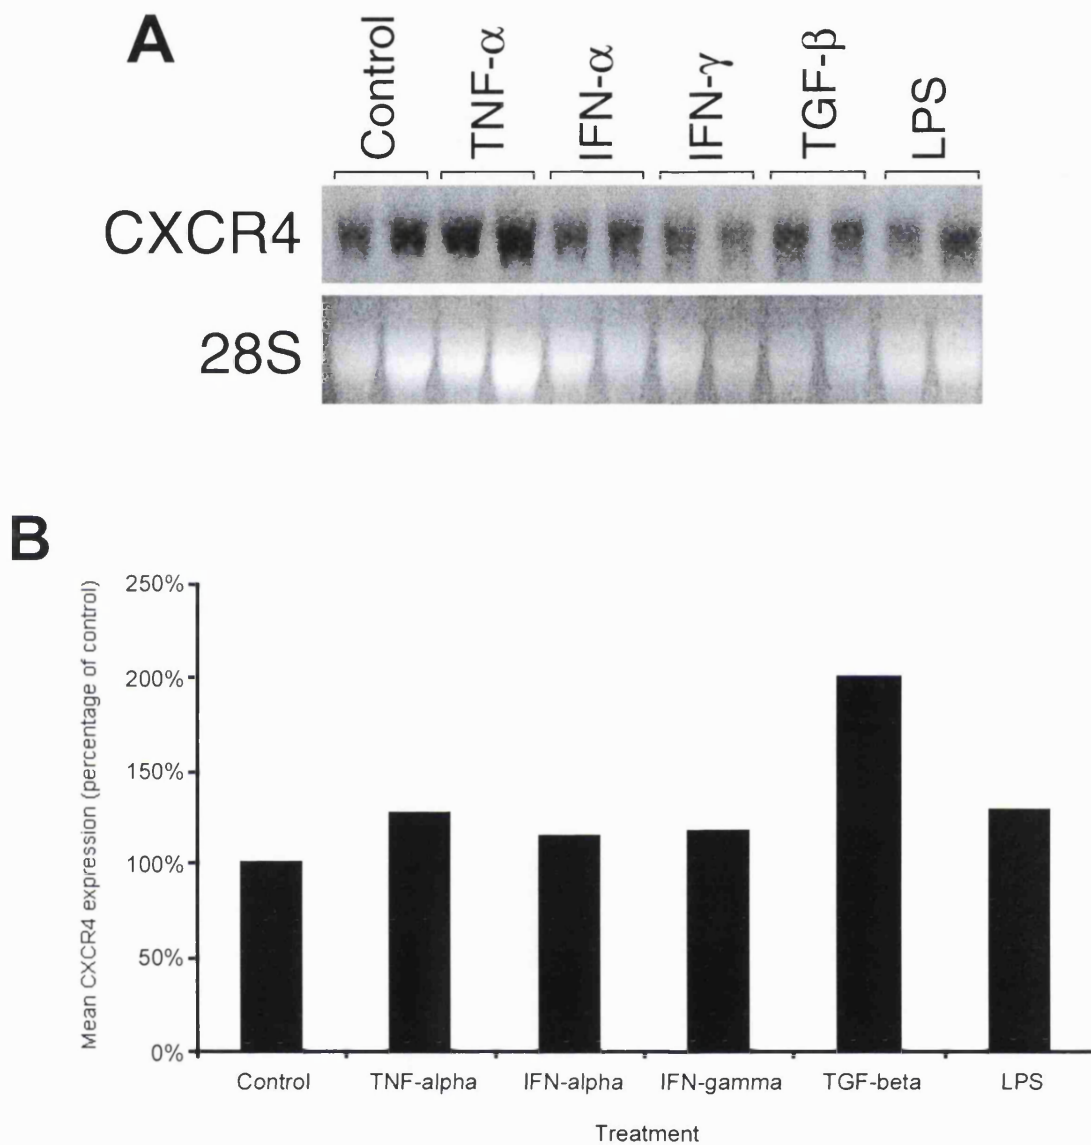 A
Control
TNF-α
IFN-α
IFN-γ
TGF-β
LPS
CXCR4
28S
B
Mean CXCR4 expression (percentage of control)
250%
200%
150%
100%
50%
0%
Control TNF-alpha IFN-alpha IFN-gamma TGF-beta LPS
Treatment